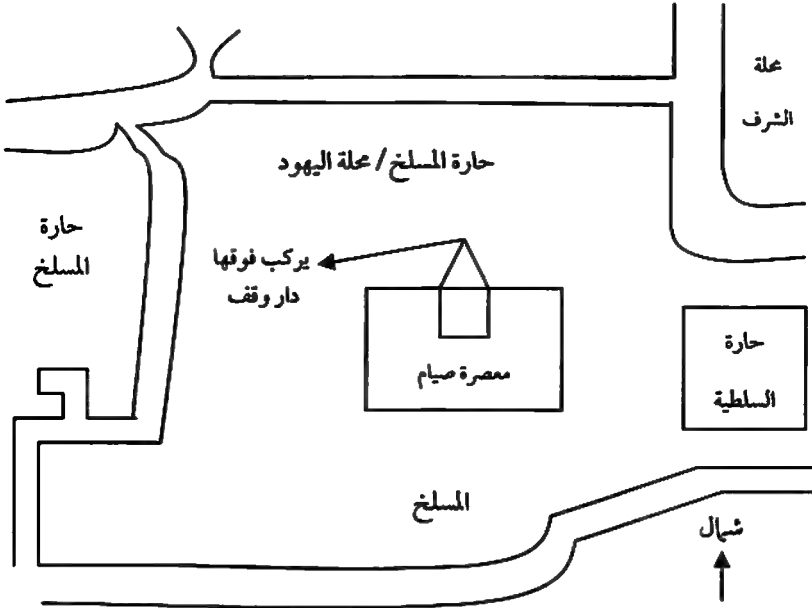 محلة
الشرف
حارة المسلخ / محلة اليهود
حارة
المسلخ
يركب فوقها
دار وقف
حارة
السلطية
معصرة صيام
المسلخ
شمال